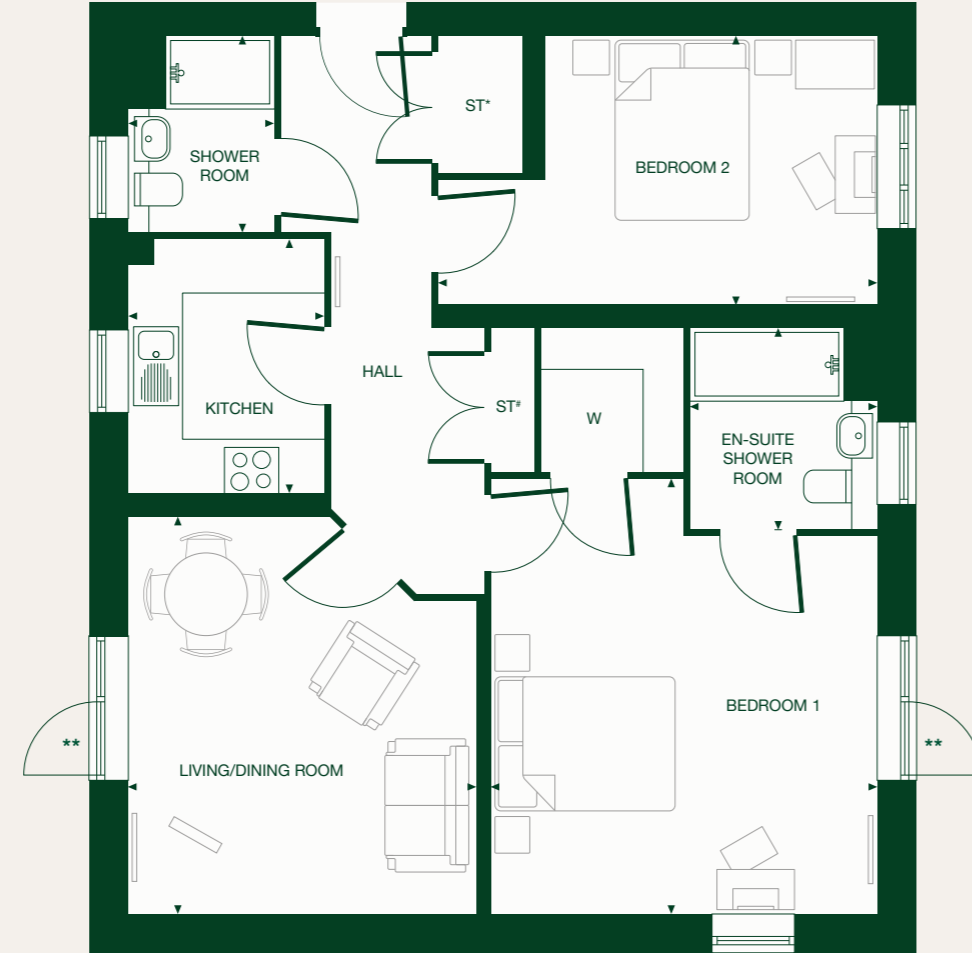 ST*
SHOWER
ROOM
BEDROOM 2
HALL
KITCHEN
ST#
W
EN-SUITE
SHOWER
ROOM
BEDROOM 1
**
**
LIVING/DINING ROOM